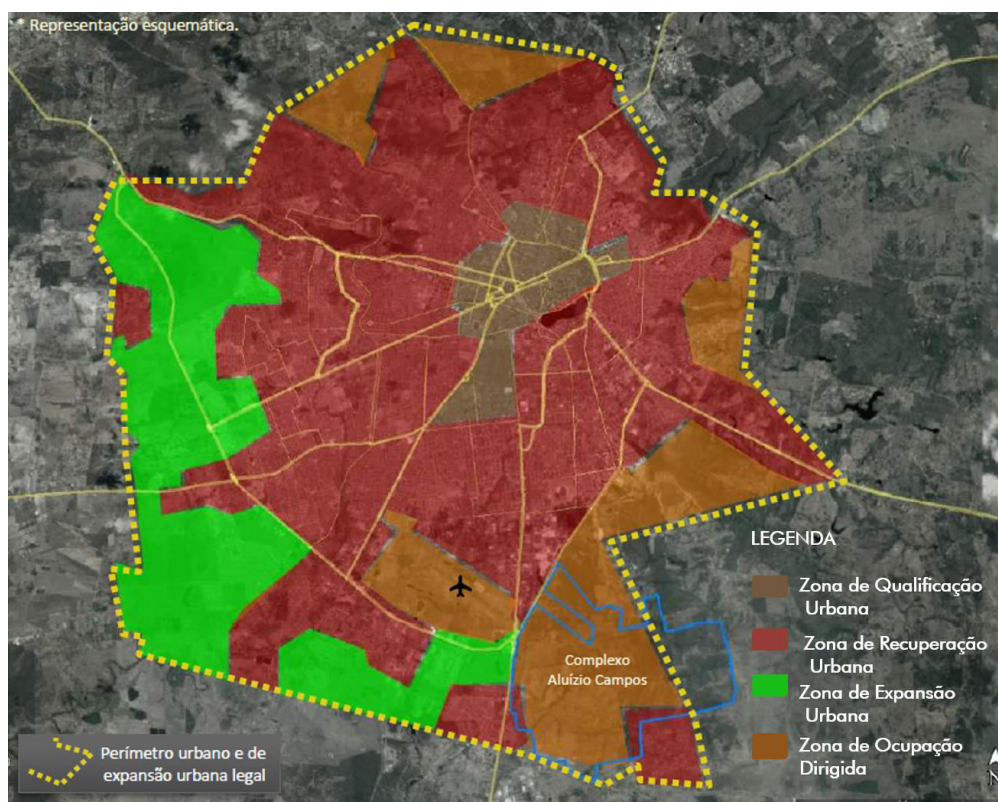 * Representação esquemática.
Complexo
Aluízio Campos
LEGENDA
Zona de Qualificação
Urbana
Zona de Recuperação
Urbana
Zona de Expansão
Urbana
Zona de Ocupação
Dirigida
Perímetro urbano e de
expansão urbana legal
N